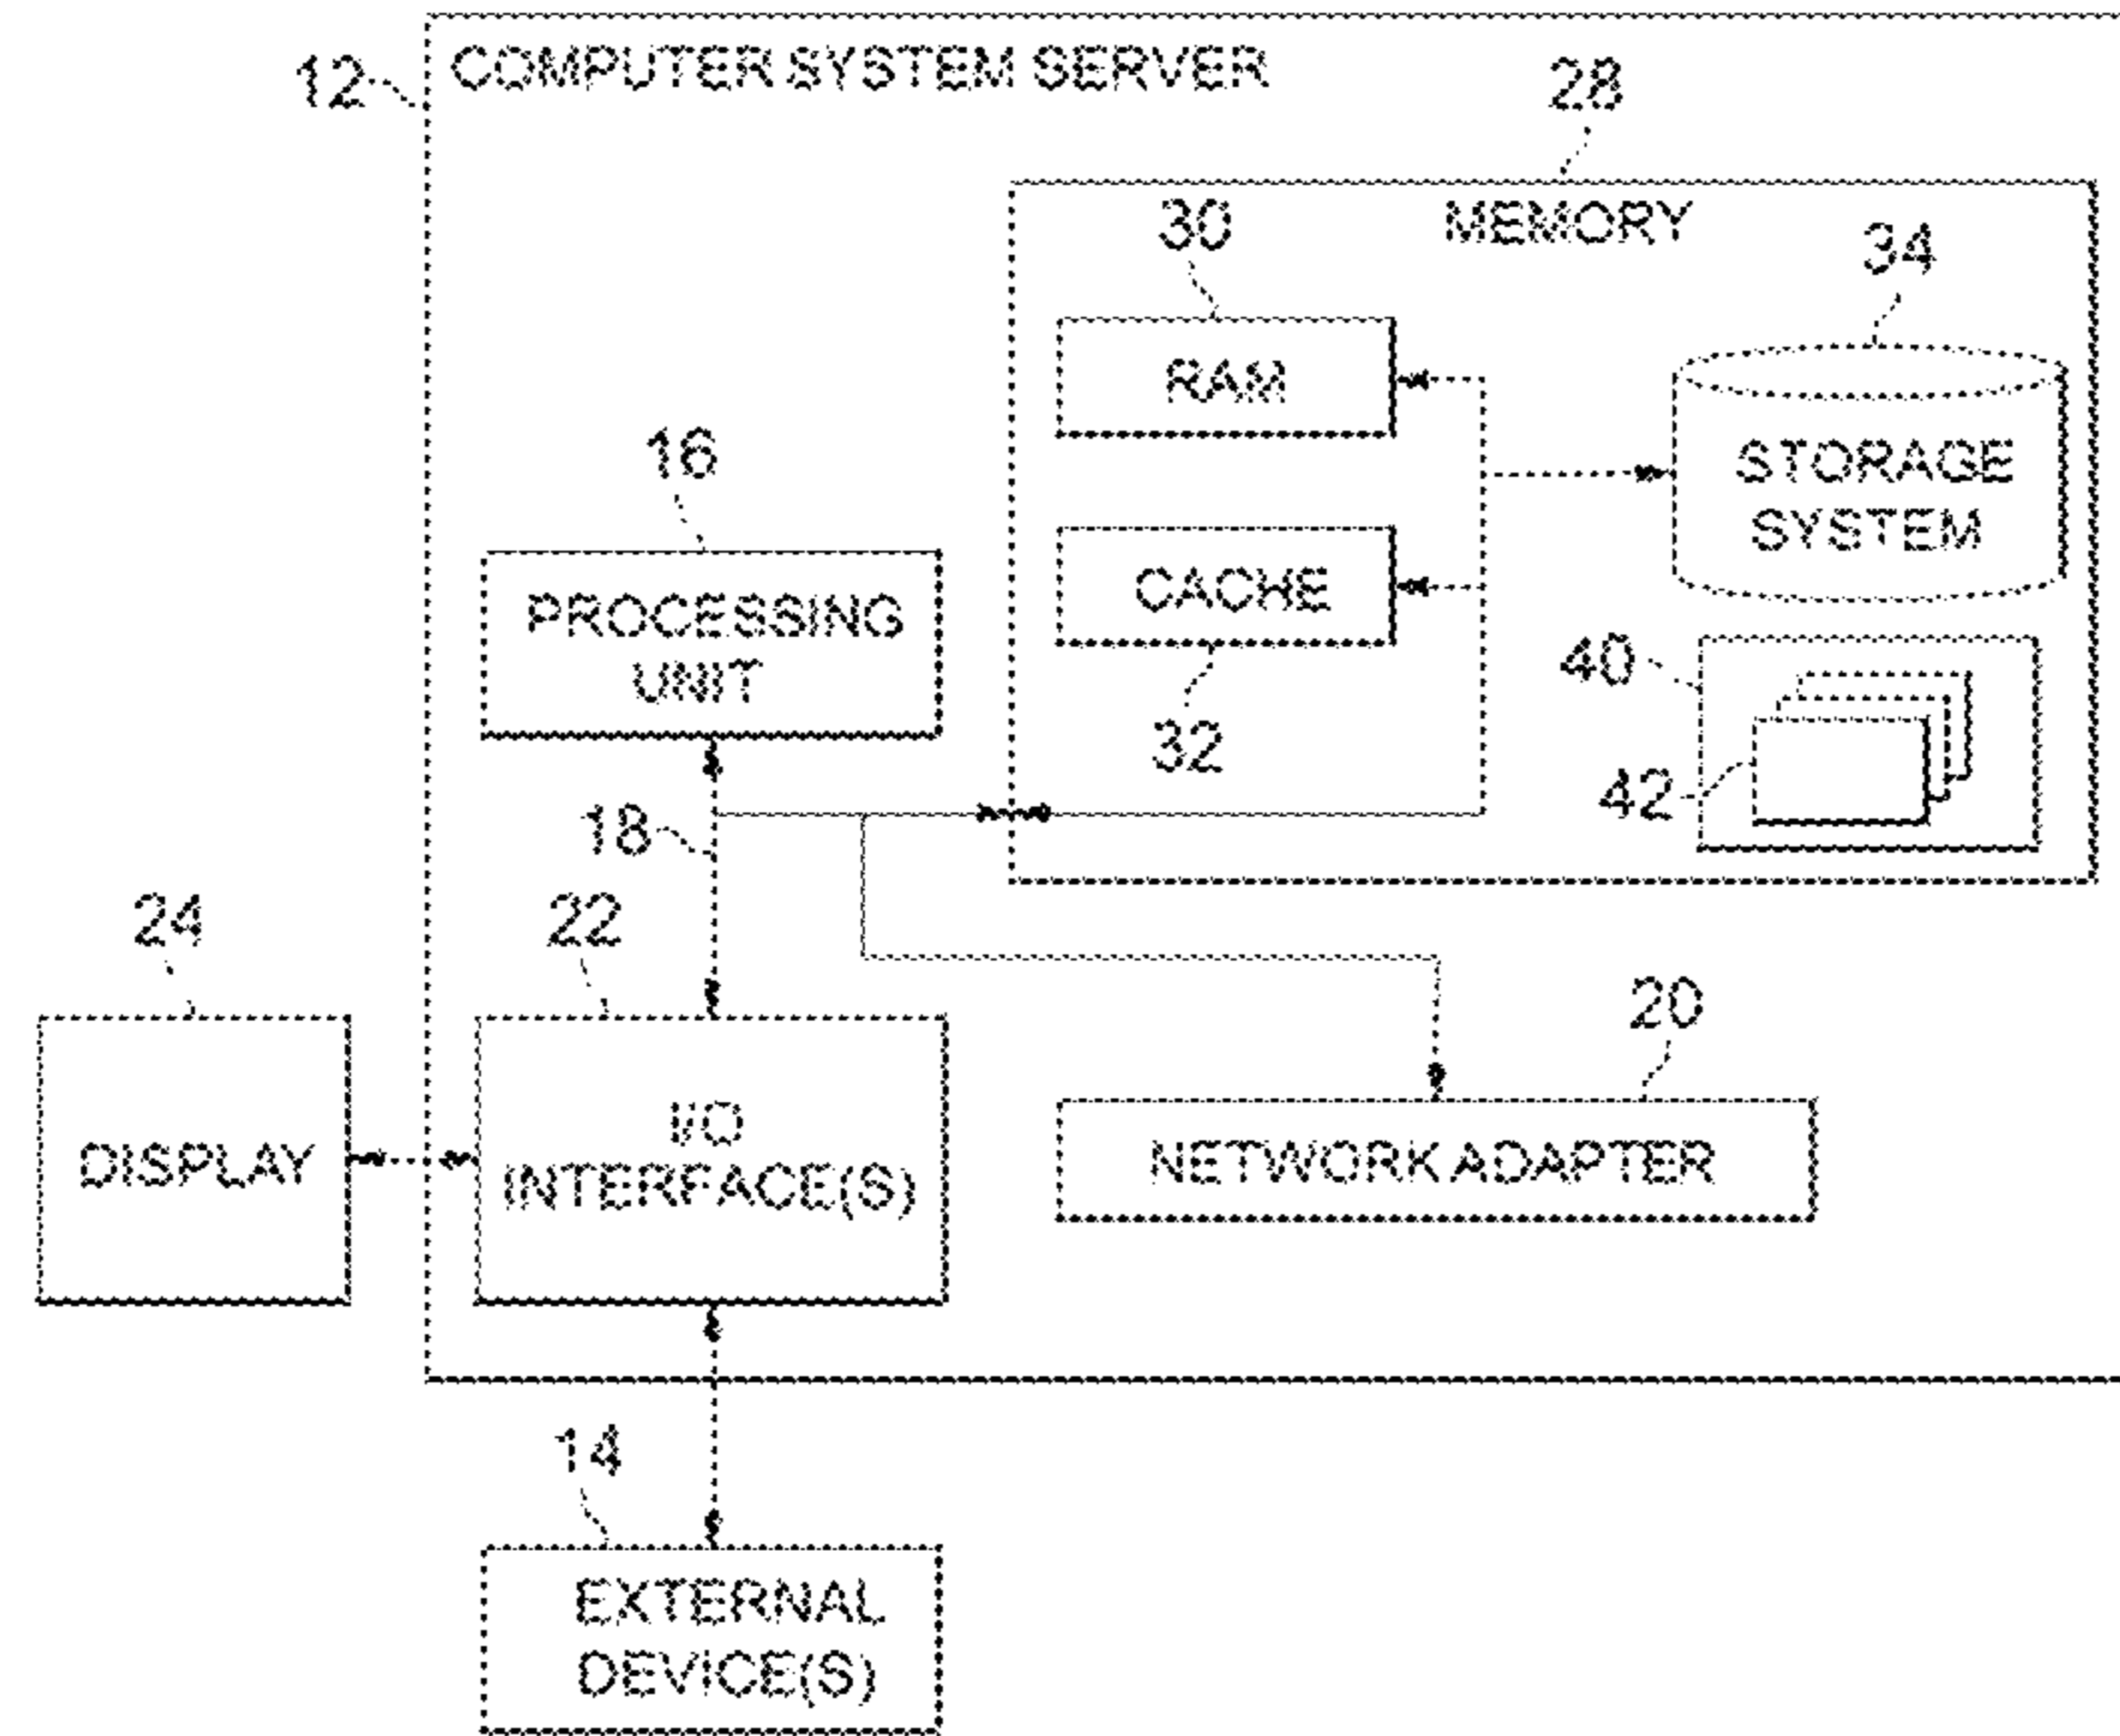 12
COMPUTER SYSTEM SERVER
28
MEMORY
30
34
RAM
STORAGE
SYSTEM
16
PROCESSING
UNIT
CACHE
32
40
42
18
24
22
20
DISPLAY
I/O
INTERFACE(S)
NETWORK ADAPTER
14
EXTERNAL
DEVICE(S)